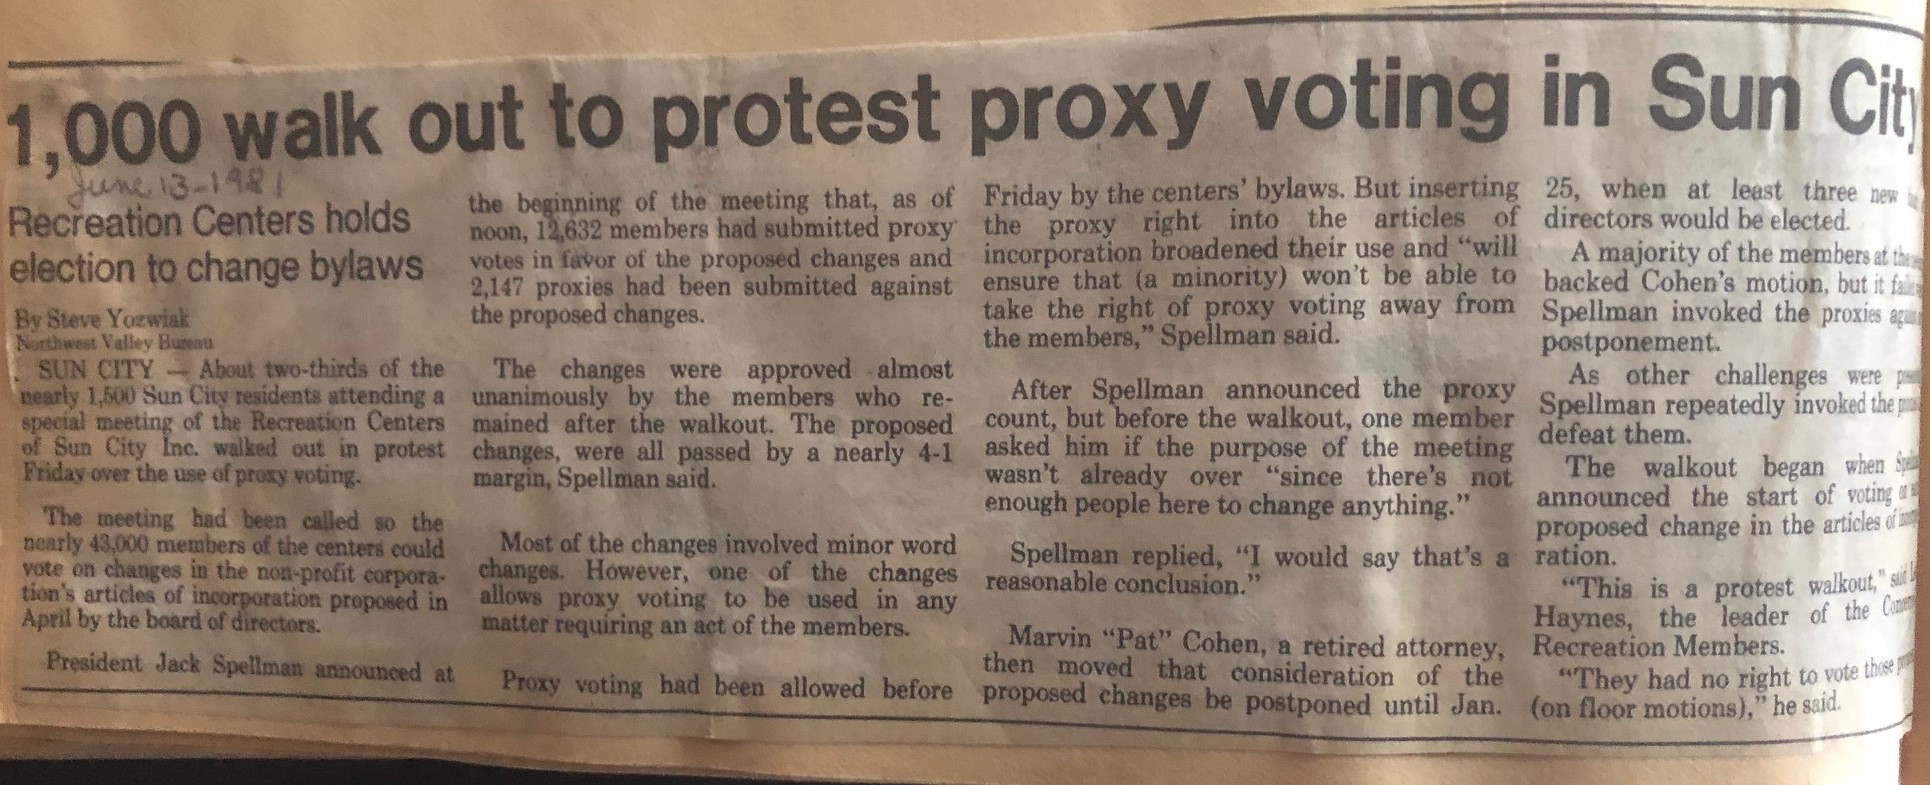 1,000 walk out to protest proxy voting in Sun City
June 13-1981
Recreation Centers holds
election to change bylaws
By Steve Yozwiak
Northwest Valley Bureau
SUN CITY — About two-thirds of the
nearly 1,500 Sun City residents attending a
special meeting of the Recreation Centers
of Sun City Inc. walked out in protest
Friday over the use of proxy voting.
The meeting had been called so the
nearly 43,000 members of the centers could
vote on changes in the non-profit corpora-
tion's articles of incorporation proposed in
April by the board of directors.
President Jack Spellman announced at
the beginning of the meeting that, as of
noon, 12,632 members had submitted proxy
votes in favor of the proposed changes and
2,147 proxies had been submitted against
the proposed changes.
The changes were approved almost
unanimously by the members who re-
mained after the walkout. The proposed
changes, were all passed by a nearly 4-1
margin, Spellman said.
Most of the changes involved minor word
changes. However, one of the changes
allows proxy voting to be used in any
matter requiring an act of the members.
Proxy voting had been allowed before
Friday by the centers' bylaws. But inserting
the proxy right into the articles of
incorporation broadened their use and "will
ensure that (a minority) won't be able to
take the right of proxy voting away from
the members," Spellman said.
After Spellman announced the proxy
count, but before the walkout, one member
asked him if the purpose of the meeting
wasn't already over "since there's not
enough people here to change anything."
Spellman replied, "I would say that's a
reasonable conclusion."
Marvin "Pat" Cohen, a retired attorney,
then moved that consideration of the
proposed changes be postponed until Jan.
25, when at least three new
directors would be elected.
A majority of the members at the
backed Cohen's motion, but it
Spellman invoked the proxies
postponement.
As other challenges were
Spellman repeatedly invoked the
defeat them.
The walkout began when
announced the start of voting
proposed change in the articles of
ration.
"This is a protest walkout," said
Haynes, the leader of the
Recreation Members.
"They had no right to vote those
(on floor motions)," he said.